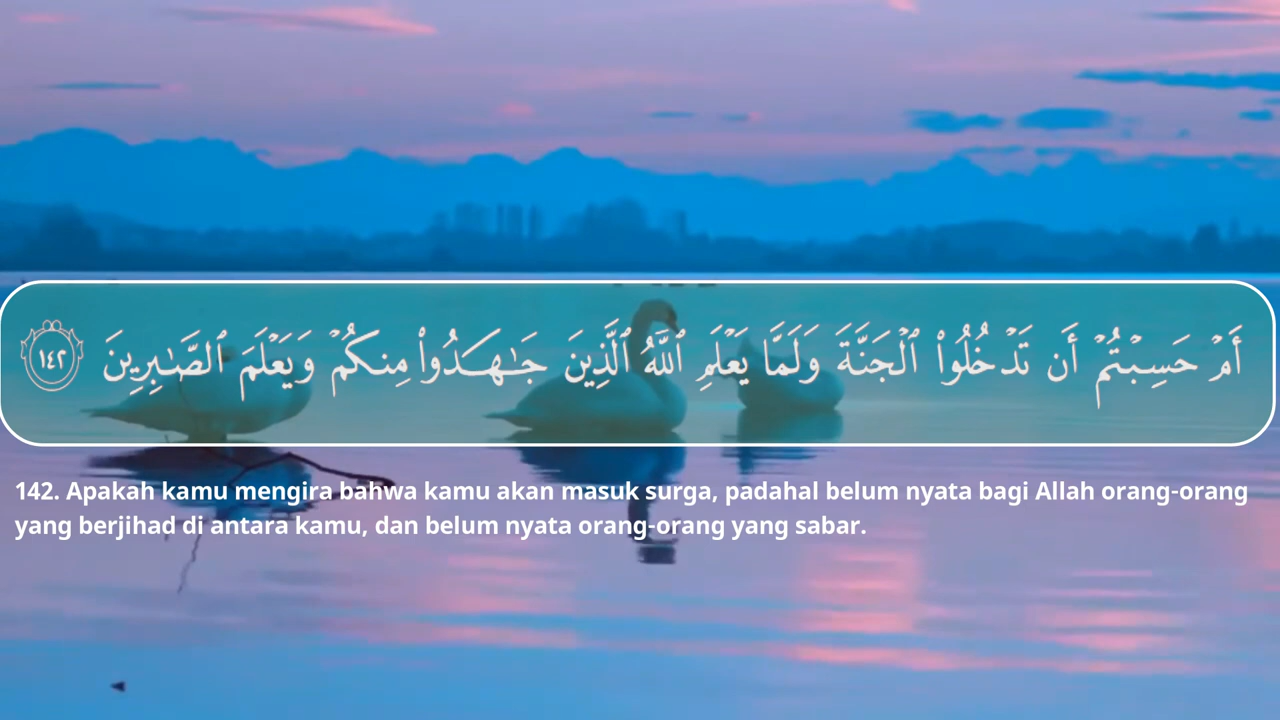 أَمۡ حَسِبۡتُمۡ أَن تَدۡخُلُواْ ٱلۡجَنَّةَ وَلَمَّا يَعۡلَمِ ٱللَّهُ ٱلَّذِينَ جَٰهَدُواْ مِنكُمۡ وَيَعۡلَمَ ٱلصَّٰبِرِينَ ١٤٢
142. Apakah kamu mengira bahwa kamu akan masuk surga, padahal belum nyata bagi Allah orang-orang
yang berjihad di antara kamu, dan belum nyata orang-orang yang sabar.